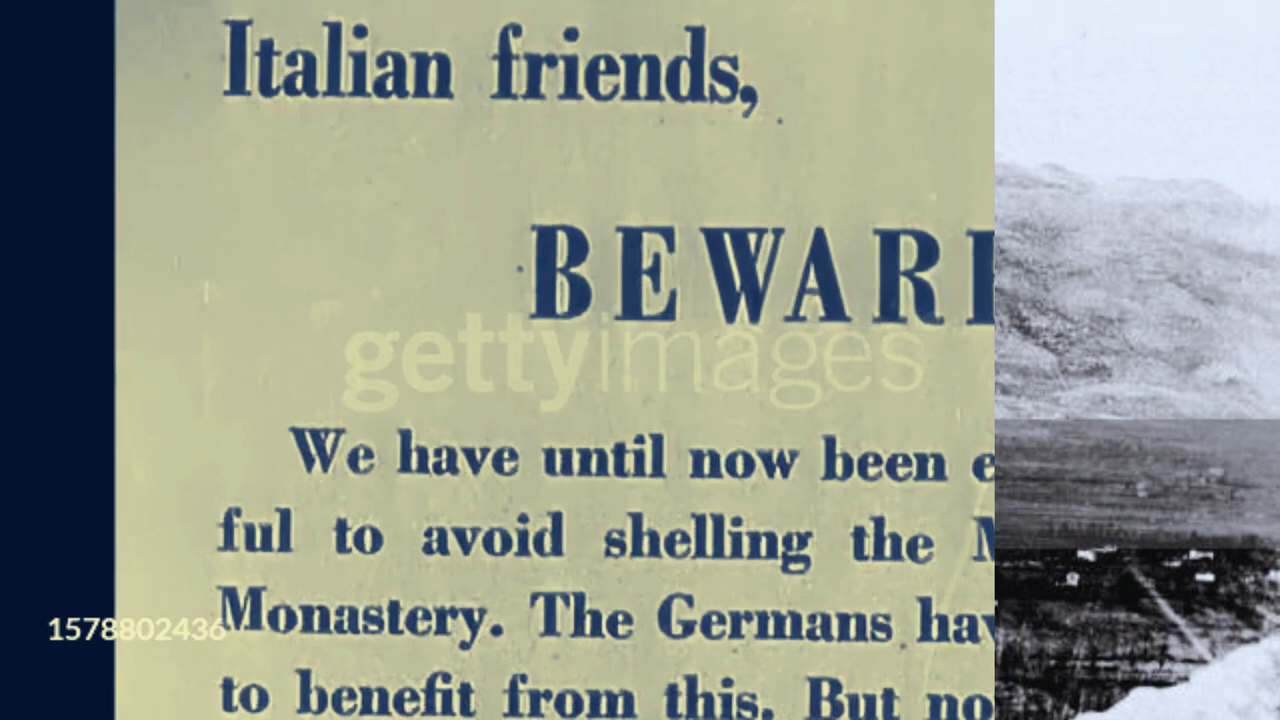 Italian friends,
BEWAR
gettyimages
We have until now been e
ful to avoid shelling the
Monastery. The Germans hav
1578802436
to benefit from this. But no